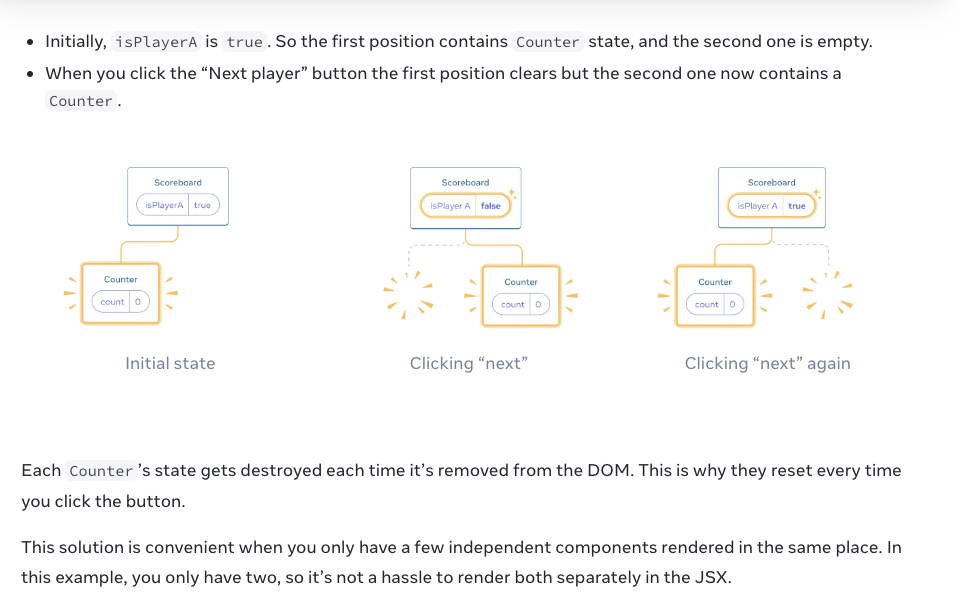 • Initially, isPlayerA is true. So the first position contains Counter state, and the second one is empty.
• When you click the “Next player” button the first position clears but the second one now contains a
Counter.
Scoreboard
isPlayerA true
Counter
count 0
Initial state
Scoreboard
isPlayer A false
Counter
count 0
Clicking “next”
Scoreboard
isPlayer A true
Counter
count 0
Clicking “next” again
Each Counter’s state gets destroyed each time it’s removed from the DOM. This is why they reset every time
you click the button.
This solution is convenient when you only have a few independent components rendered in the same place. In
this example, you only have two, so it’s not a hassle to render both separately in the JSX.